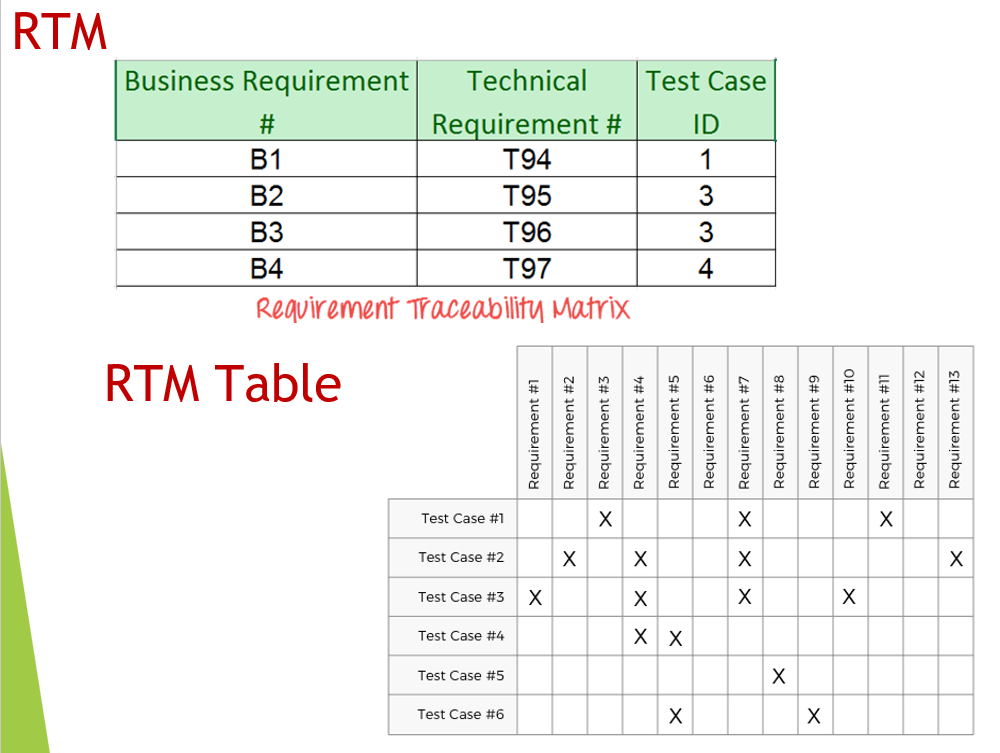 RTM
Business Requirement # Technical Requirement # Test Case ID
B1 T94 1
B2 T95 3
B3 T96 3
B4 T97 4
Requirement Traceability Matrix
RTM Table
Requirement #1 Requirement #2 Requirement #3 Requirement #4 Requirement #5 Requirement #6 Requirement #7 Requirement #8 Requirement #9 Requirement #10 Requirement #11 Requirement #12 Requirement #13
Test Case #1 X X X
Test Case #2 X X X X
Test Case #3 X X X X
Test Case #4 X X
Test Case #5 X
Test Case #6 X X